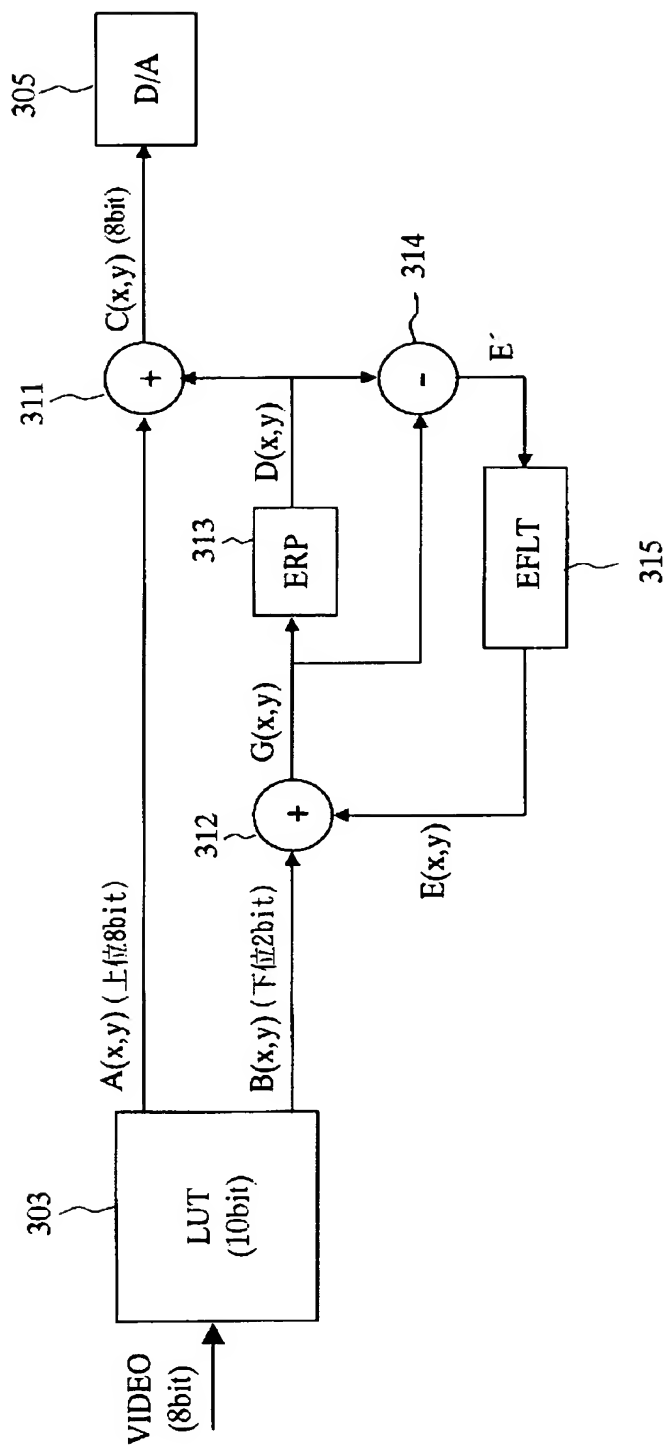 VIDEO
(8bit)
303
LUT
(10bit)
A(x,y) (上位8bit)
B(x,y) (下位2bit)
312
+
G(x,y)
E(x,y)
313
ERP
D(x,y)
311
+
C(x,y) (8bit)
305
D/A
314
-
E´
EFLT
315